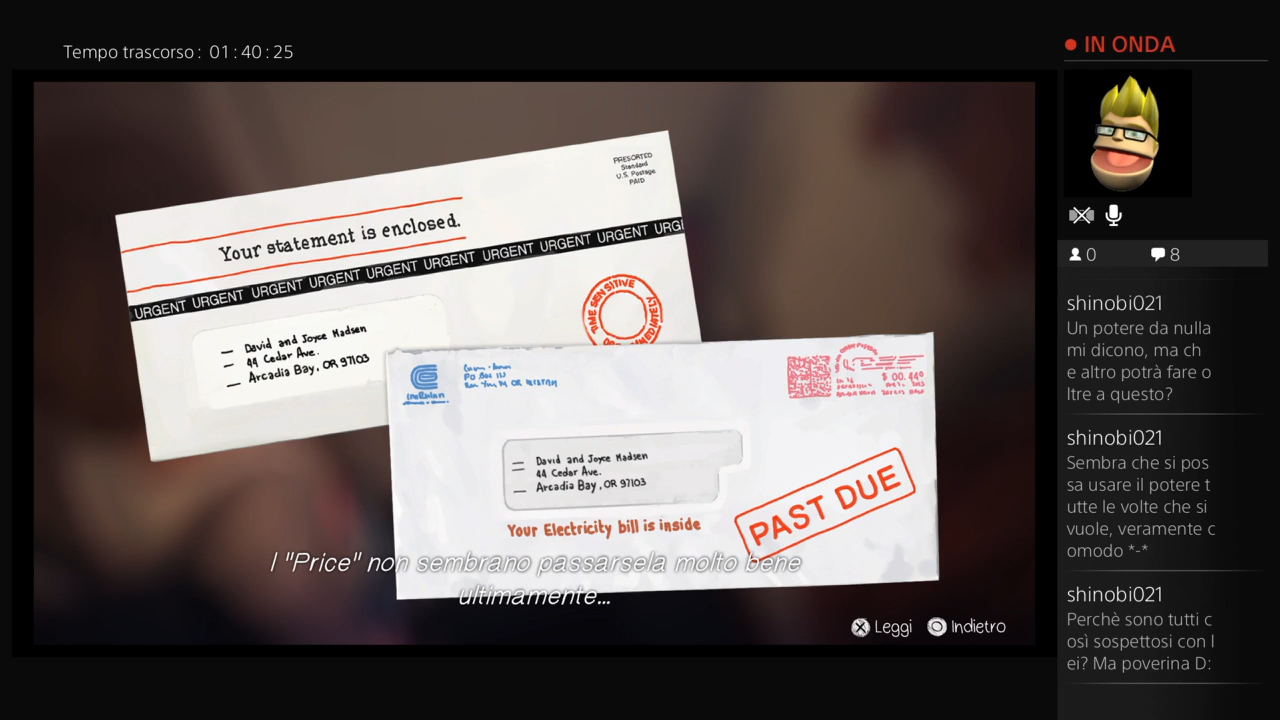 Tempo trascorso: 01:40:25
IN ONDA
0
8
shinobi021
Un potere da nulla
mi dicono, ma ch
e altro potrà fare o
ltre a questo?
shinobi021
Sembra che si pos
sa usare il potere t
utte le volte che si
vuole, veramente c
omodo *-*
shinobi021
Perchè sono tutti c
osì sospettosi con l
ei? Ma poverina D:
PRESORTED
Standard
U.S. Postage
PAID
Your statement is enclosed.
URGENT URGENT URGENT URGENT URGENT URGENT URGENT URGENT URGENT URG
TIME SENSITIVE
David and Joyce Madsen
44 Cedar Ave.
Arcadia Bay, OR 97103
$ 00.44
David and Joyce Madsen
44 Cedar Ave.
Arcadia Bay, OR 97103
Your Electricity bill is inside
PAST DUE
I "Price" non sembrano passarsela molto bene
ultimamente...
Leggi
Indietro